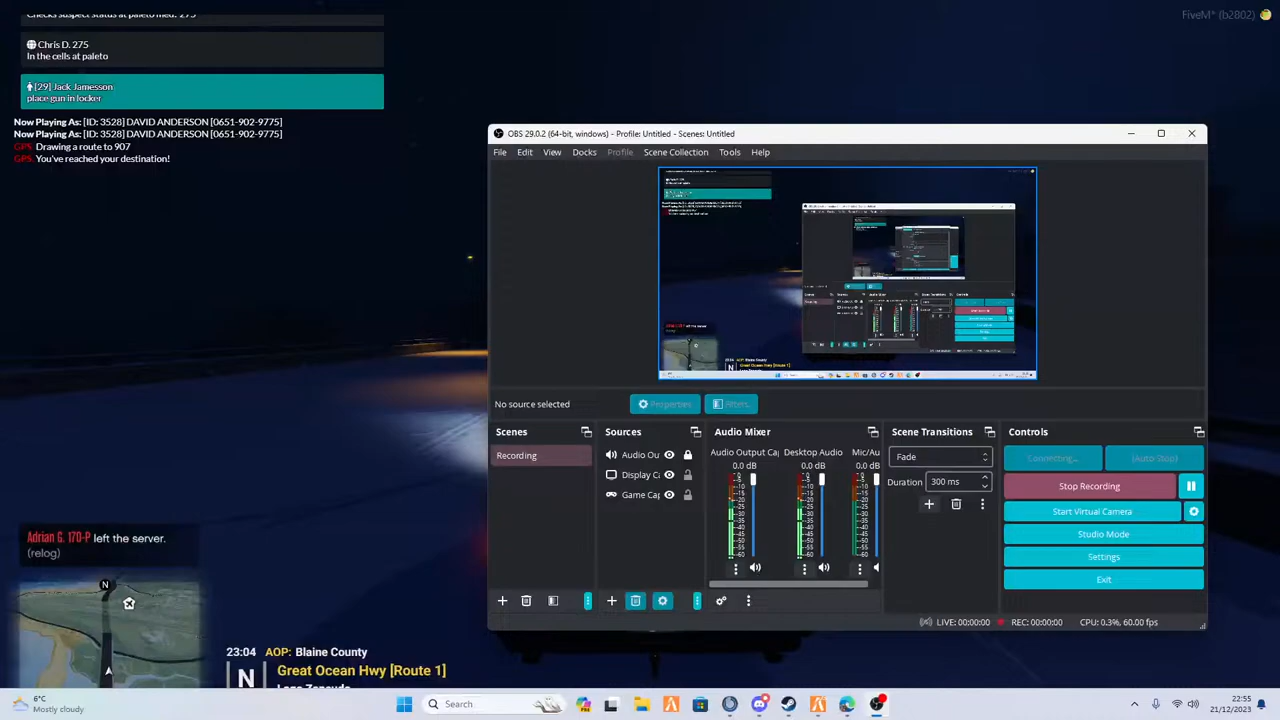 Checks suspect status at paleto med. 275
FiveM* (b2802)
Chris D. 275
In the cells at paleto
[29] Jack Jamesson
place gun in locker
Now Playing As: [ID: 3528] DAVID ANDERSON [0651-902-9775]
Now Playing As: [ID: 3528] DAVID ANDERSON [0651-902-9775]
GPS: Drawing a route to 907
GPS: You've reached your destination!
OBS 29.0.2 (64-bit, windows) - Profile: Untitled - Scenes: Untitled
File Edit View Docks Profile Scene Collection Tools Help
No source selected
Properties
Filters
Scenes
Recording
Sources
Audio Ou
Display Ca
Game Cap
Audio Mixer
Audio Output Cap
0.0 dB
Desktop Audio
0.0 dB
Mic/Au
0.0 dB
Scene Transitions
Fade
Duration 300 ms
Controls
Connecting...
(Auto Stop)
Stop Recording
Start Virtual Camera
Studio Mode
Settings
Exit
LIVE: 00:00:00 REC: 00:00:00 CPU: 0.3%, 60.00 fps
Adrian G. 170-P left the server.
(relog)
N
23:04 AOP: Blaine County
N
Great Ocean Hwy [Route 1]
Lago Zancudo
6°C
Mostly cloudy
Search
22:55
21/12/2023